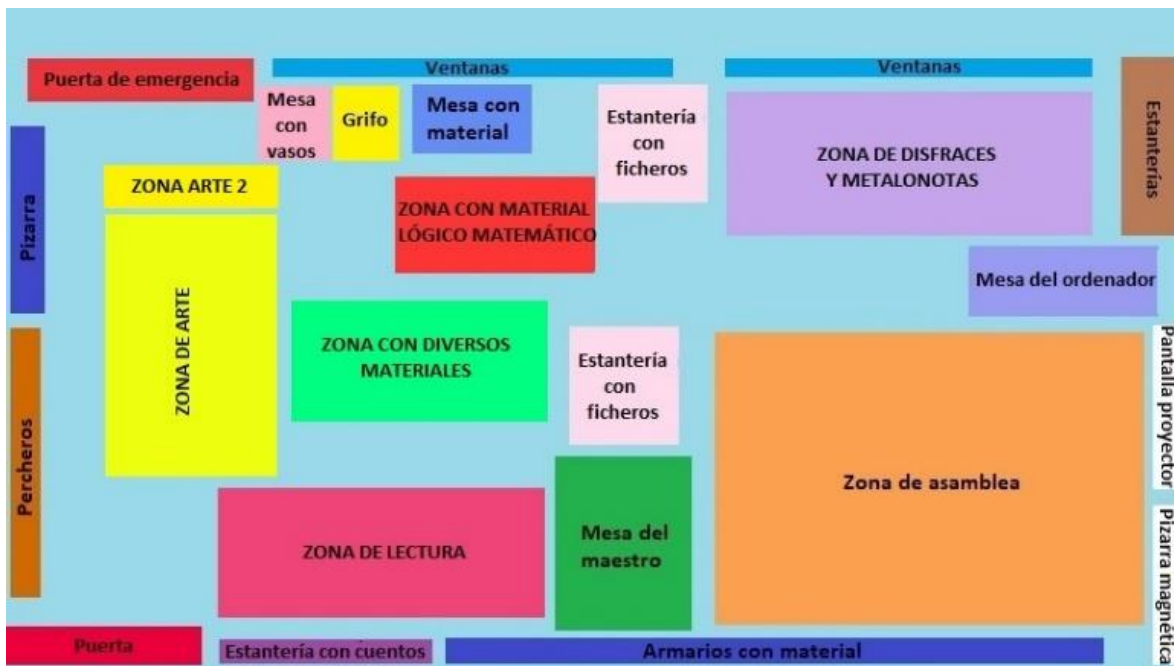 Puerta de emergencia
Ventanas
Ventanas
Mesa
con
vasos
Grifo
Mesa con
material
Estantería
con
ficheros
ZONA DE DISFRACES
Y METALONOTAS
Estanterías
Pizarra
ZONA ARTE 2
ZONA CON MATERIAL
LÓGICO MATEMÁTICO
Mesa del ordenador
ZONA DE ARTE
ZONA CON DIVERSOS
MATERIALES
Estantería
con
ficheros
Pantalla proyector
Percheros
Zona de asamblea
ZONA DE LECTURA
Mesa del
maestro
Pizarra magnética
Puerta
Estantería con cuentos
Armarios con material